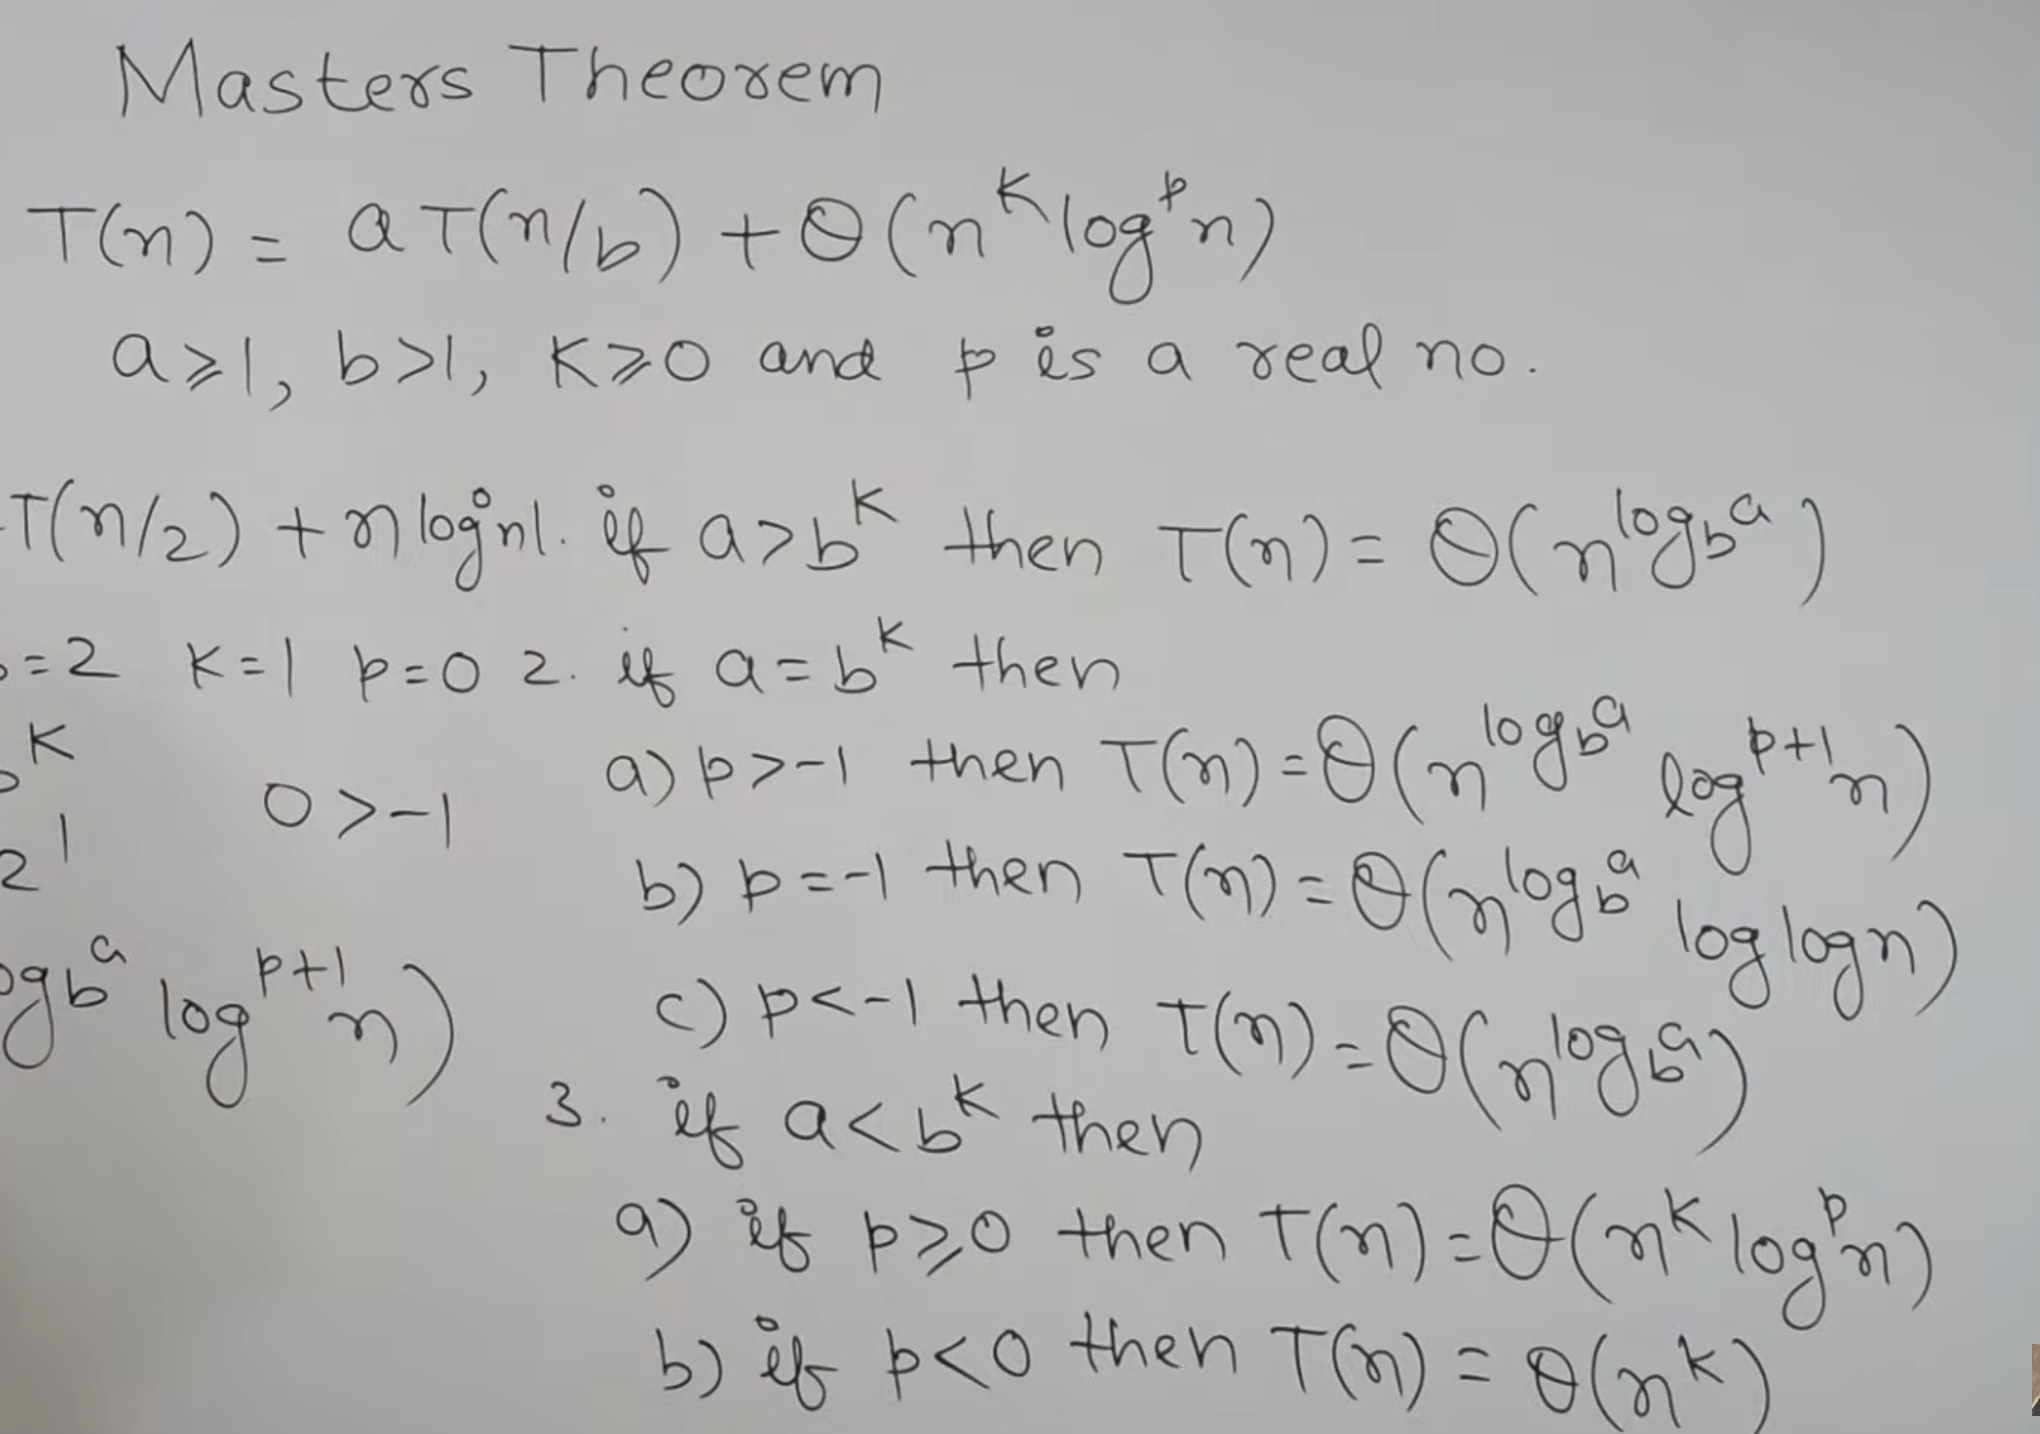 Masters Theorem
T(n) = a T(n/b) + θ(n^k log^p n)
a ≥ 1, b > 1, K ≥ 0 and p is a real no.
T(n/2) + n log^0 n 1. if a > b^k then T(n) = θ(n^log_b a)
b = 2 K = 1 p = 0 2. if a = b^k then
b^k a) p > -1 then T(n) = θ(n^log_b a log^p+1 n)
0 > -1
2^1 b) p = -1 then T(n) = θ(n^log_b a log log n)
log_b a log^p+1 n) c) p < -1 then T(n) = θ(n^log_b a)
3. if a < b^k then
a) if p ≥ 0 then T(n) = θ(n^k log^p n)
b) if p < 0 then T(n) = θ(n^k)